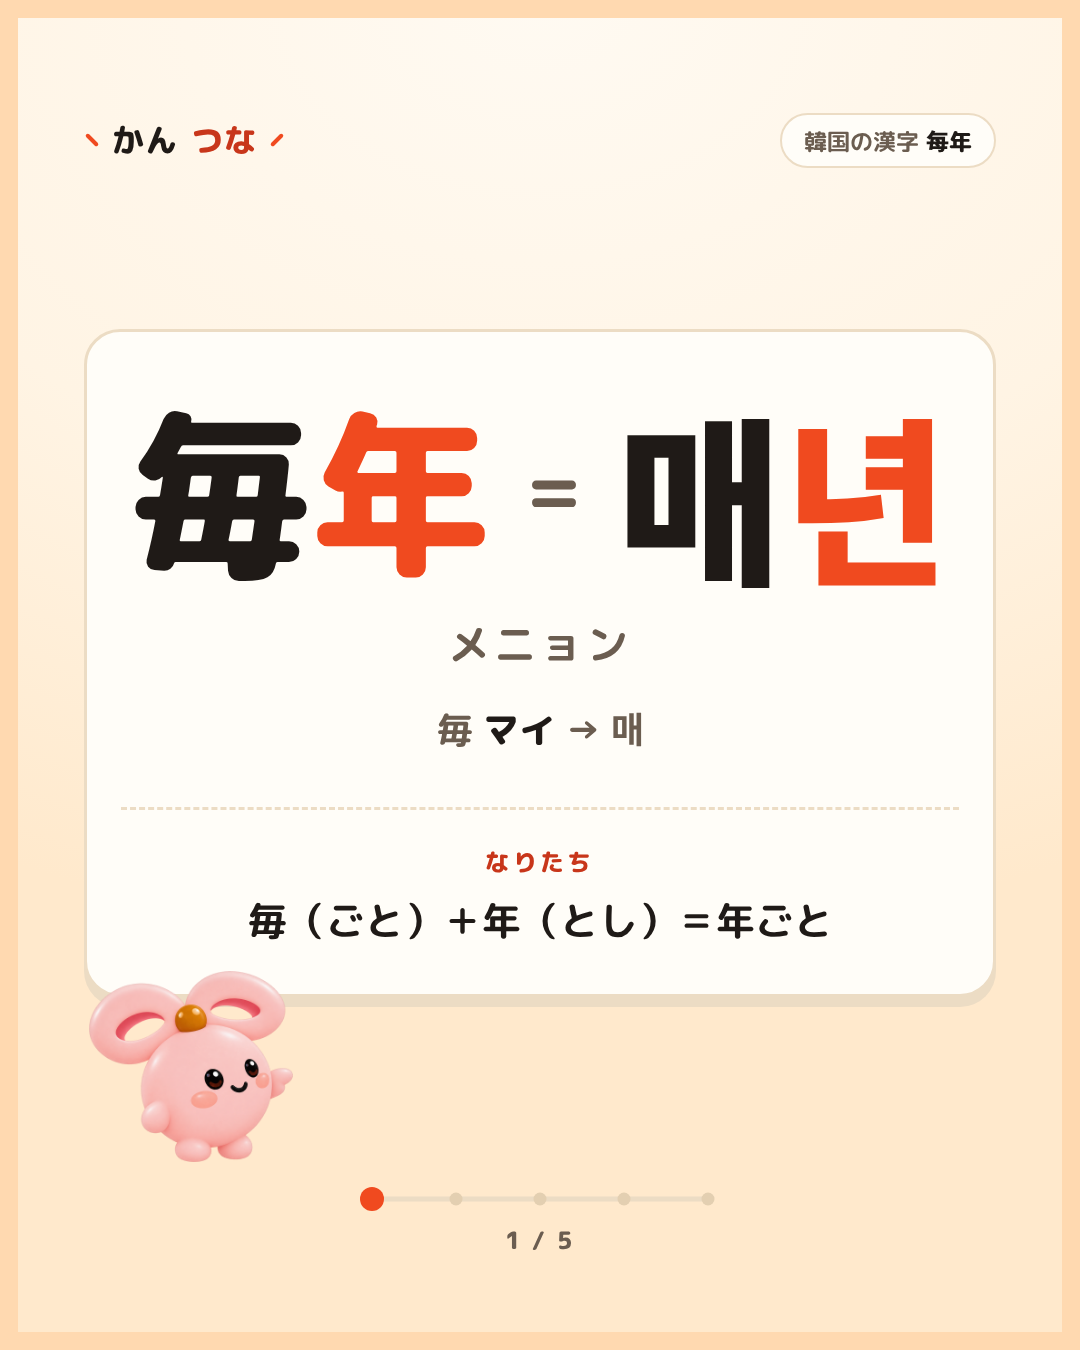 かん つな
韓国の漢字 毎年
毎年 = 매년
メニョン
毎 マイ → 매
なりたち
毎（ごと）＋年（とし）＝年ごと
1 / 5